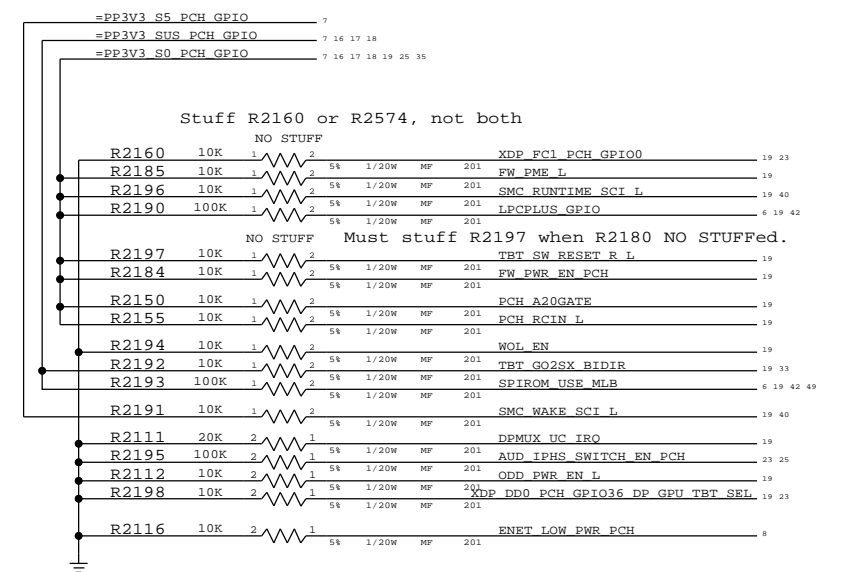 =PP3V3_S5_PCH_GPIO 7
=PP3V3_SUS_PCH_GPIO 7 16 17 18
=PP3V3_S0_PCH_GPIO 7 16 17 18 19 25 35
Stuff R2160 or R2574, not both
NO STUFF
R2160 10K 1 2 XDP_FC1_PCH_GPIO0 19 23
5% 1/20W MF 201
R2185 10K 1 2 FW_PME_L 19
5% 1/20W MF 201
R2196 10K 1 2 SMC_RUNTIME_SCI_L 19 40
5% 1/20W MF 201
R2190 100K 1 2 LPCPLUS_GPIO 6 19 42
5% 1/20W MF 201
NO STUFF Must stuff R2197 when R2180 NO STUFFed.
R2197 10K 1 2 TBT_SW_RESET_R_L 19
5% 1/20W MF 201
R2184 10K 1 2 FW_PWR_EN_PCH 19
5% 1/20W MF 201
R2150 10K 1 2 PCH_A20GATE 19
5% 1/20W MF 201
R2155 10K 1 2 PCH_RCIN_L 19
5% 1/20W MF 201
R2194 10K 1 2 WOL_EN 19
5% 1/20W MF 201
R2192 10K 1 2 TBT_GO2SX_BIDIR 19 33
5% 1/20W MF 201
R2193 100K 1 2 SPIROM_USE_MLB 6 19 42 49
5% 1/20W MF 201
R2191 10K 1 2 SMC_WAKE_SCI_L 19 40
5% 1/20W MF 201
R2111 20K 2 1 DPMUX_UC_IRQ 19
5% 1/20W MF 201
R2195 100K 2 1 AUD_IPHS_SWITCH_EN_PCH 23 25
5% 1/20W MF 201
R2112 10K 2 1 ODD_PWR_EN_L 19
5% 1/20W MF 201
R2198 10K 2 1 XDP_DD0_PCH_GPIO36_DP_GPU_TBT_SEL 19 23
5% 1/20W MF 201
R2116 10K 2 1 ENET_LOW_PWR_PCH 8
5% 1/20W MF 201